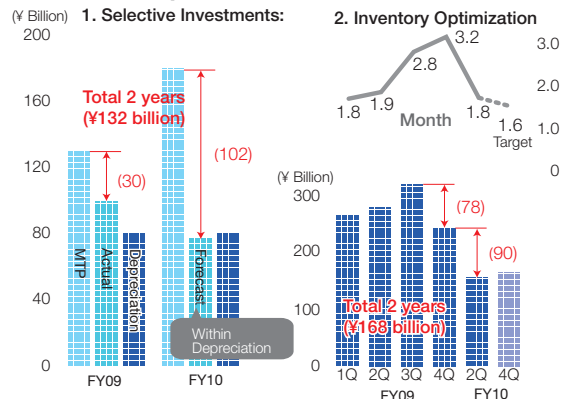 (¥ Billion) 1. Selective Investments:
200
160
120
80
40
0
Total 2 years
(¥132 billion)
(30)
(102)
MTP
Actual
Depreciation
Forecast
Within
Depreciation
FY09 FY10
2. Inventory Optimization
3.0
2.0
1.0
0
1.8
1.9
2.8
3.2
1.8
1.6
Target
Month
(¥ Billion)
300
200
100
0
(78)
(90)
Total 2 years
(¥168 billion)
1Q 2Q 3Q 4Q 2Q 4Q
FY09 FY10